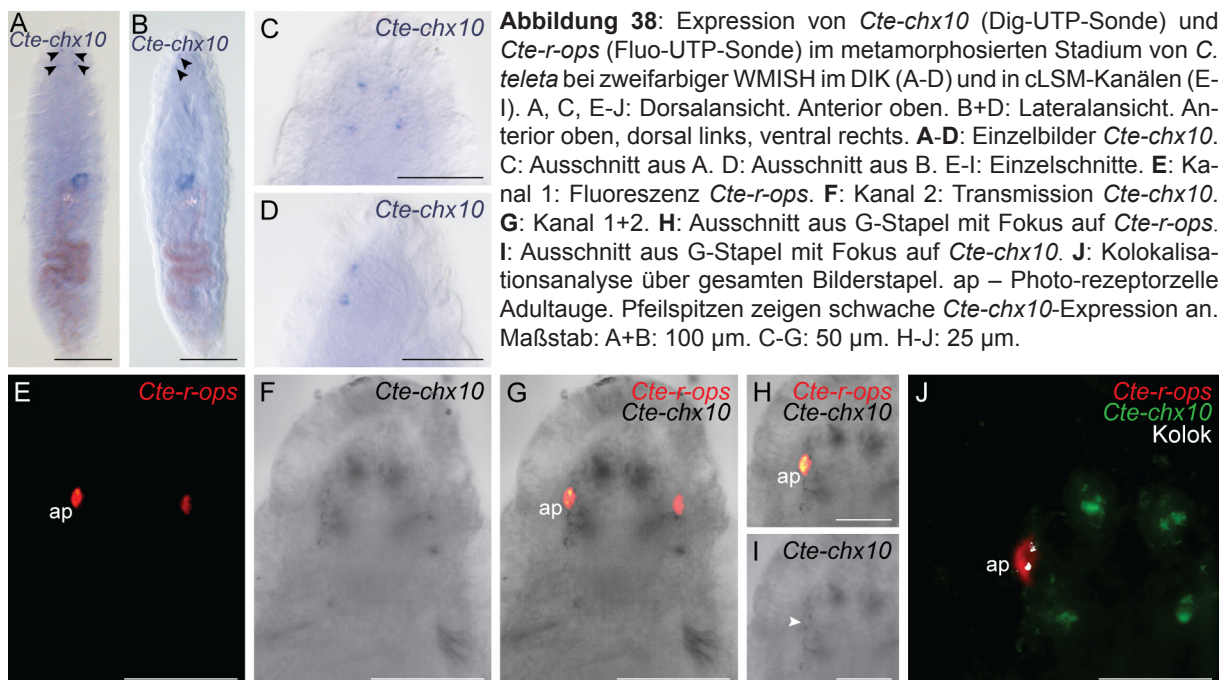 A
Cte-chx10
B
Cte-chx10
C
Cte-chx10
D
Cte-chx10
Abbildung 38: Expression von Cte-chx10 (Dig-UTP-Sonde) und
Cte-r-ops (Fluo-UTP-Sonde) im metamorphosierten Stadium von C.
teleta bei zweifarbiger WMISH im DIK (A-D) und in cLSM-Kanälen (E-
I). A, C, E-J: Dorsalansicht. Anterior oben. B+D: Lateralansicht. An-
terior oben, dorsal links, ventral rechts. A-D: Einzelbilder Cte-chx10.
C: Ausschnitt aus A. D: Ausschnitt aus B. E-I: Einzelschnitte. E: Ka-
nal 1: Fluoreszenz Cte-r-ops. F: Kanal 2: Transmission Cte-chx10.
G: Kanal 1+2. H: Ausschnitt aus G-Stapel mit Fokus auf Cte-r-ops.
I: Ausschnitt aus G-Stapel mit Fokus auf Cte-chx10. J: Kolokalisa-
tionsanalyse über gesamten Bilderstapel. ap – Photo-rezeptorzelle
Adultauge. Pfeilspitzen zeigen schwache Cte-chx10-Expression an.
Maßstab: A+B: 100 µm. C-G: 50 µm. H-J: 25 µm.
E
Cte-r-ops
ap
F
Cte-chx10
G
Cte-r-ops
Cte-chx10
ap
H
Cte-r-ops
Cte-chx10
ap
I
Cte-chx10
J
Cte-r-ops
Cte-chx10
Kolok
ap